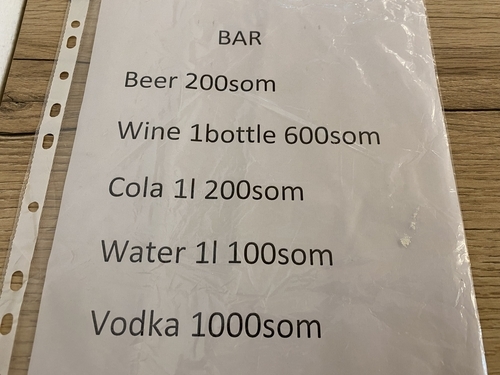 BAR
Beer 200som
Wine 1bottle 600som
Cola 1l 200som
Water 1l 100som
Vodka 1000som